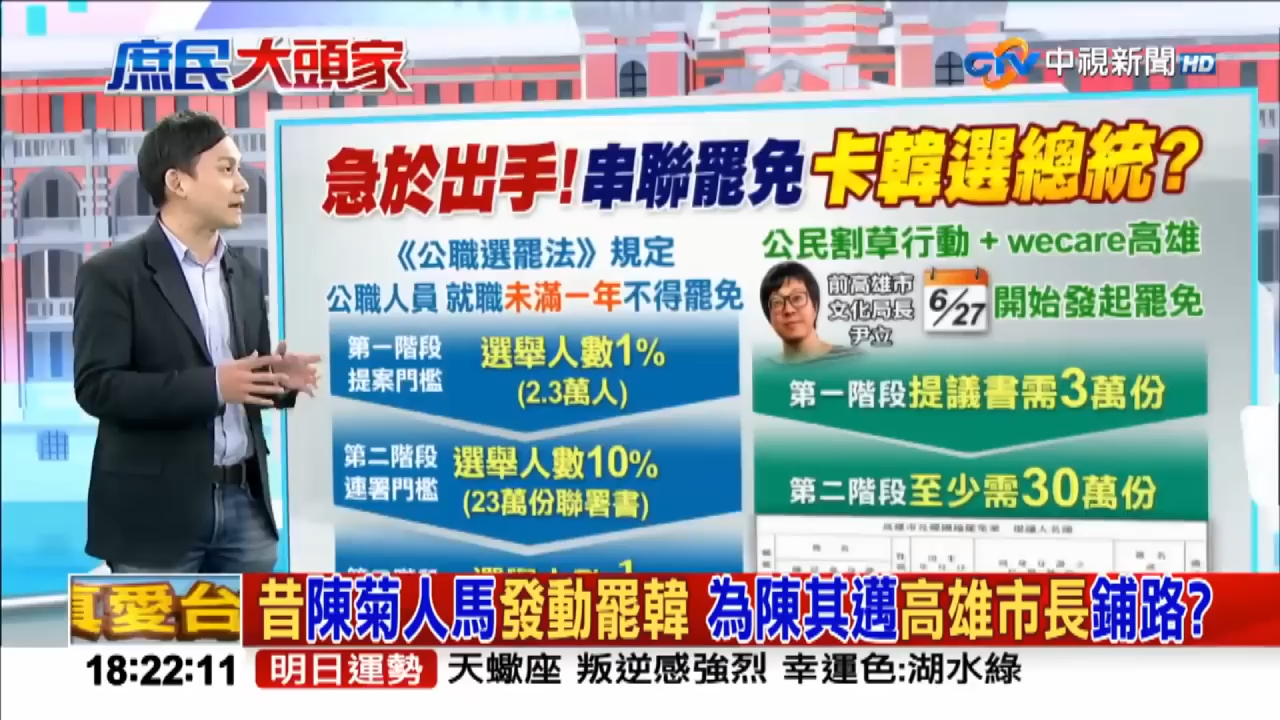 庶民大頭家
CTV 中視新聞HD
急於出手!串聯罷免卡韓選總統?
《公職選罷法》規定
公職人員 就職未滿一年不得罷免
第一階段
提案門檻
選舉人數1%
(2.3萬人)
第二階段
連署門檻
選舉人數10%
(23萬份聯署書)
公民割草行動 + wecare高雄
前高雄市
文化局長
尹立
6/27
開始發起罷免
第一階段提議書需3萬份
第二階段至少需30萬份
真愛台
昔陳菊人馬發動罷韓 為陳其邁高雄市長鋪路?
18:22:11 明日運勢 天蠍座 叛逆感強烈 幸運色:湖水綠